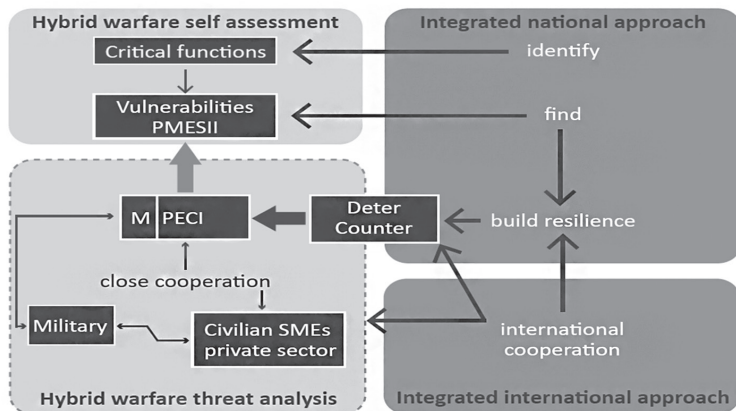 Hybrid warfare self assessment
Critical functions
Vulnerabilities
PMESII
Integrated national approach
identify
find
build resilience
Deter
Counter
M PECI
close cooperation
Military
Civilian SMEs
private sector
Hybrid warfare threat analysis
international
cooperation
Integrated international approach